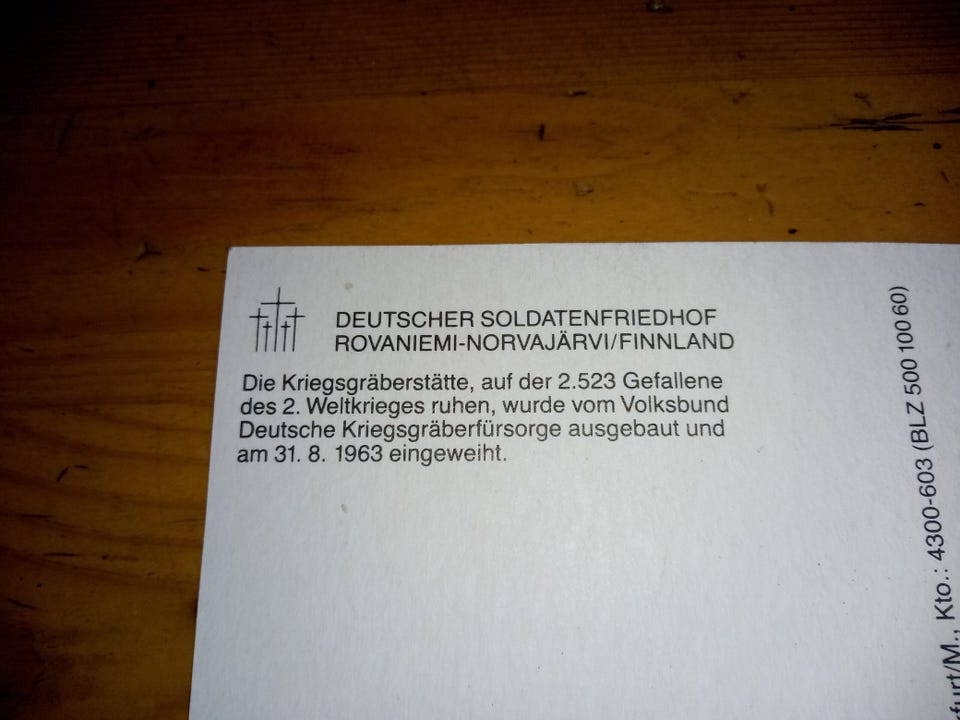 DEUTSCHER SOLDATENFRIEDHOF
ROVANIEMI-NORVAJÄRVI/FINNLAND
Die Kriegsgräberstätte, auf der 2.523 Gefallene
des 2. Weltkrieges ruhen, wurde vom Volksbund
Deutsche Kriegsgräberfürsorge ausgebaut und
am 31. 8. 1963 eingeweiht.
furt/M., Kto.: 4300-603 (BLZ 500 100 60)